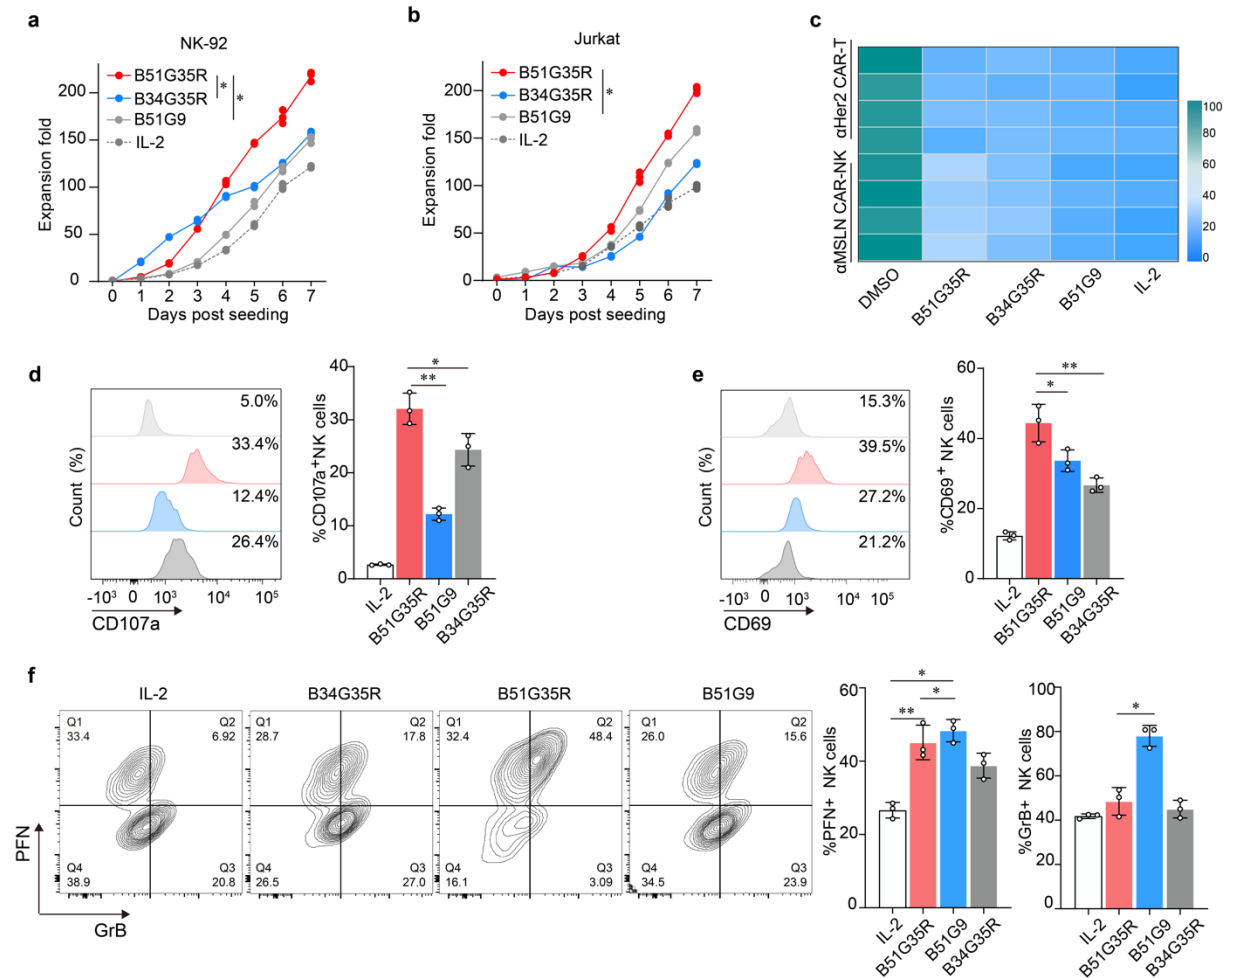 a
NK-92
B51G35R
B34G35R
B51G9
IL-2
*
*
Expansion fold
200
150
100
50
0
0 1 2 3 4 5 6 7
Days post seeding
b
Jurkat
B51G35R
B34G35R
B51G9
IL-2
*
Expansion fold
200
150
100
50
0
0 1 2 3 4 5 6 7
Days post seeding
c
αHer2 CAR-T
αMSLN CAR-NK
DMSO
B51G35R
B34G35R
B51G9
IL-2
100
80
60
40
20
0
d
5.0%
33.4%
12.4%
26.4%
Count (%)
-10³ 0 10³ 10⁴ 10⁵
CD107a
%CD107a⁺NK cells
40
30
20
10
0
*
**
IL-2
B51G35R
B51G9
B34G35R
e
15.3%
39.5%
27.2%
21.2%
Count (%)
-10³ 0 10³ 10⁴ 10⁵
CD69
%CD69⁺ NK cells
60
40
20
0
**
*
IL-2
B51G35R
B51G9
B34G35R
f
IL-2
Q1
33.4
Q2
6.92
Q4
38.9
Q3
20.8
B34G35R
Q1
28.7
Q2
17.8
Q4
26.5
Q3
27.0
B51G35R
Q1
32.4
Q2
48.4
Q4
16.1
Q3
3.09
B51G9
Q1
26.0
Q2
15.6
Q4
34.5
Q3
23.9
PFN
GrB
%PFN+ NK cells
60
40
20
0
*
*
**
IL-2
B51G35R
B51G9
B34G35R
%GrB+ NK cells
100
80
60
40
20
0
*
IL-2
B51G35R
B51G9
B34G35R